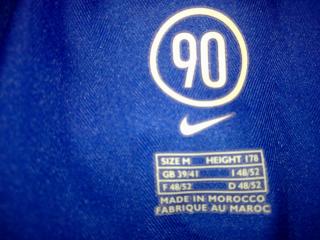 90
SIZE M HEIGHT 178
GB 39/41 I 48/52
F 48/52 D 48/52
MADE IN MOROCCO
FABRIQUE AU MAROC